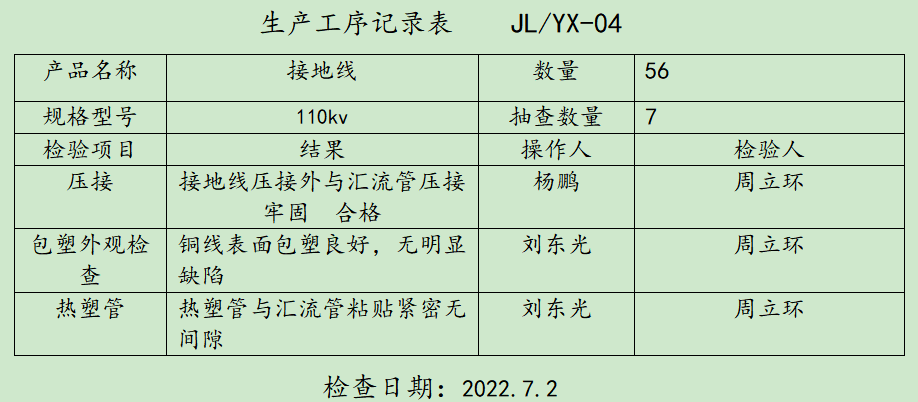 生产工序记录表 JL/YX-04
产品名称 接地线 数量 56
规格型号 110kv 抽查数量 7
检验项目 结果 操作人 检验人
压接 接地线压接外与汇流管压接 杨鹏 周立环
牢固 合格
包塑外观检 铜线表面包塑良好，无明显 刘东光 周立环
查 缺陷
热塑管 热塑管与汇流管粘贴紧密无 刘东光 周立环
间隙
检查日期：2022.7.2